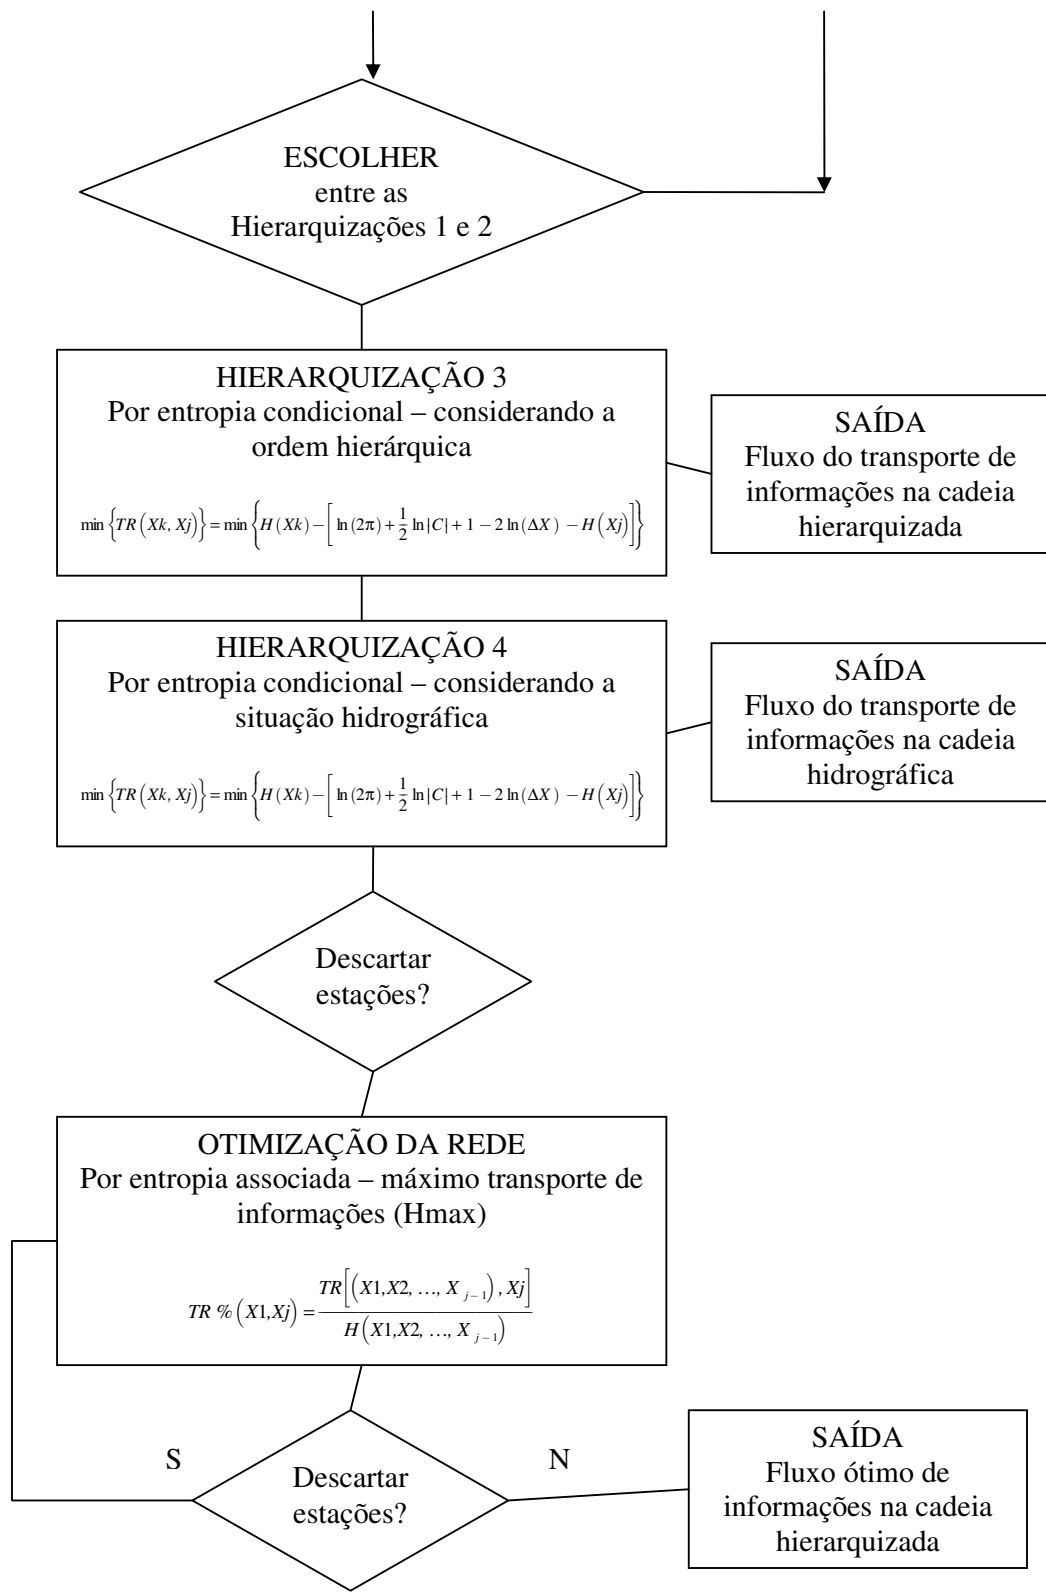 ESCOLHER
entre as
Hierarquizações 1 e 2
HIERARQUIZAÇÃO 3
Por entropia condicional – considerando a
ordem hierárquica
min {TR (Xk, Xj)} = min {H (Xk) – [ln (2π) + 1/2 ln |C| + 1 – 2 ln (ΔX) – H (Xj)]}
SAÍDA
Fluxo do transporte de
informações na cadeia
hierarquizada
HIERARQUIZAÇÃO 4
Por entropia condicional – considerando a
situação hidrográfica
min {TR (Xk, Xj)} = min {H (Xk) – [ln (2π) + 1/2 ln |C| + 1 – 2 ln (ΔX) – H (Xj)]}
SAÍDA
Fluxo do transporte de
informações na cadeia
hidrográfica
Descartar
estações?
OTIMIZAÇÃO DA REDE
Por entropia associada – máximo transporte de
informações (Hmax)
TR % (X1,Xj) = TR [(X1,X2, ..., X j – 1) , Xj] / H (X1,X2, ..., X j – 1)
S
N
Descartar
estações?
SAÍDA
Fluxo ótimo de
informações na cadeia
hierarquizada